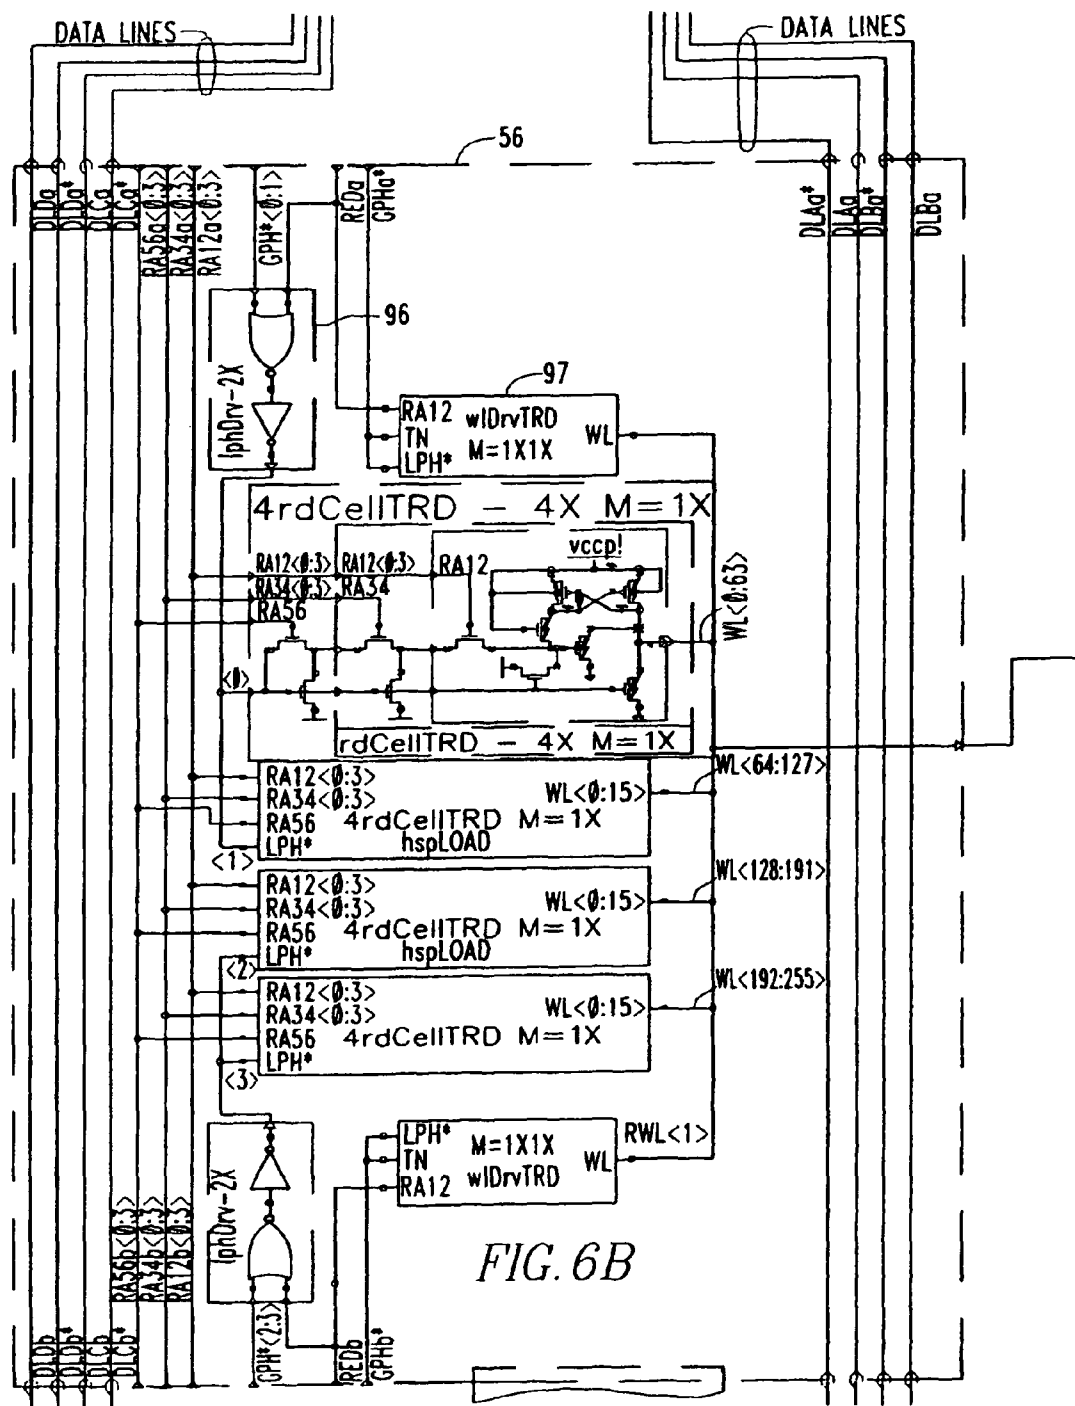 DATA LINES
DATA LINES
56
DLDa
DLDa*
DLCa
DLCa*
RA56a<0:3>
RA34a<0:3>
RA12a<0:3>
GPH*<0:1>
REDa
GPHa*
DLAa*
DLAa
DLBa*
DLBa
96
lphDrv-2X
97
RA12
TN
LPH*
wlDrvTRD
M=1X1X
WL
4rdCellTRD - 4X M=1X
vccp!
RA12<0:3>
RA12<0:3>
RA12
RA34<0:3>
RA34
RA56
WL<0:63>
<0>
rdCellTRD - 4X M=1X
RA12<0:3>
RA34<0:3>
RA56
LPH*
WL<0:15>
4rdCellTRD M=1X
hspLOAD
WL<64:127>
<1>
RA12<0:3>
RA34<0:3>
RA56
LPH*
WL<0:15>
4rdCellTRD M=1X
hspLOAD
WL<128:191>
<2>
RA12<0:3>
RA34<0:3>
RA56
LPH*
WL<0:15>
4rdCellTRD M=1X
WL<192:255>
<3>
LPH*
TN
RA12
M=1X1X
wlDrvTRD
WL
RWL<1>
lphDrv-2X
RA56b<0:3>
RA34b<0:3>
RA12b<0:3>
FIG. 6B
DLDb
DLDb*
DLCb
DLCb*
GPH*<2:3>
REDb
GPHb*